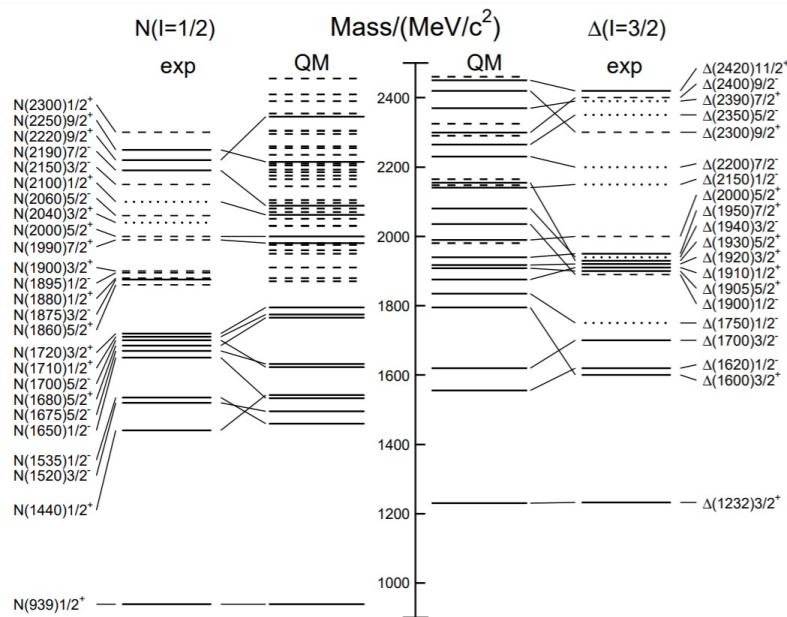 N(I=1/2) Mass/(MeV/c²) Δ(I=3/2)
exp QM QM exp
N(2300)1/2⁺
N(2250)9/2⁺
N(2220)9/2⁺
N(2190)7/2⁻
N(2150)3/2⁻
N(2100)1/2⁺
N(2060)5/2⁻
N(2040)3/2⁺
N(2000)5/2⁺
N(1990)7/2⁺
N(1900)3/2⁺
N(1895)1/2⁻
N(1880)1/2⁺
N(1875)3/2⁻
N(1860)5/2⁺
N(1720)3/2⁺
N(1710)1/2⁺
N(1700)5/2⁻
N(1680)5/2⁺
N(1675)5/2⁻
N(1650)1/2⁻
N(1535)1/2⁻
N(1520)3/2⁻
N(1440)1/2⁺
N(939)1/2⁺
2400
2200
2000
1800
1600
1400
1200
1000
Δ(2420)11/2⁺
Δ(2400)9/2⁻
Δ(2390)7/2⁺
Δ(2350)5/2⁻
Δ(2300)9/2⁺
Δ(2200)7/2⁻
Δ(2150)1/2⁻
Δ(2000)5/2⁺
Δ(1950)7/2⁺
Δ(1940)3/2⁻
Δ(1930)5/2⁻
Δ(1920)3/2⁺
Δ(1910)1/2⁺
Δ(1905)5/2⁺
Δ(1900)1/2⁻
Δ(1750)1/2⁻
Δ(1700)3/2⁻
Δ(1620)1/2⁻
Δ(1600)3/2⁺
Δ(1232)3/2⁺